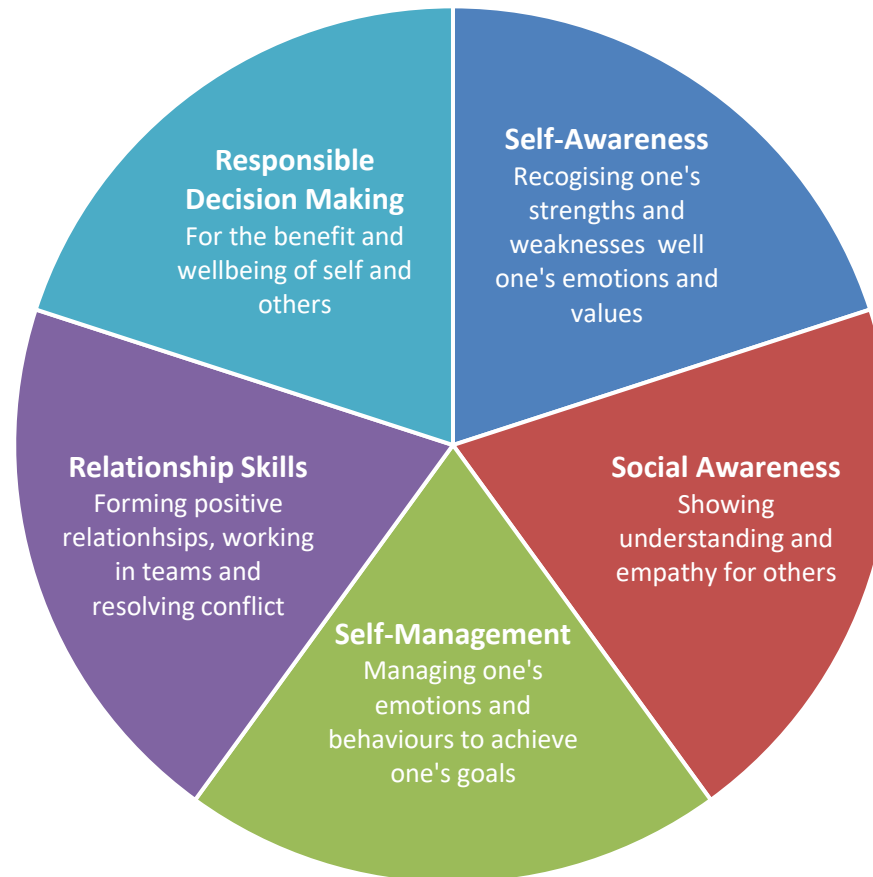 Self-Awareness
Recogising one's
strengths and
weaknesses  well
one's emotions and
values
Social Awareness
Showing
understanding and
empathy for others
Self-Management
Managing one's
emotions and
behaviours to achieve
one's goals
Relationship Skills
Forming positive
relationhsips, working
in teams and
resolving conflict
Responsible
Decision Making
For the benefit and
wellbeing of self and
others